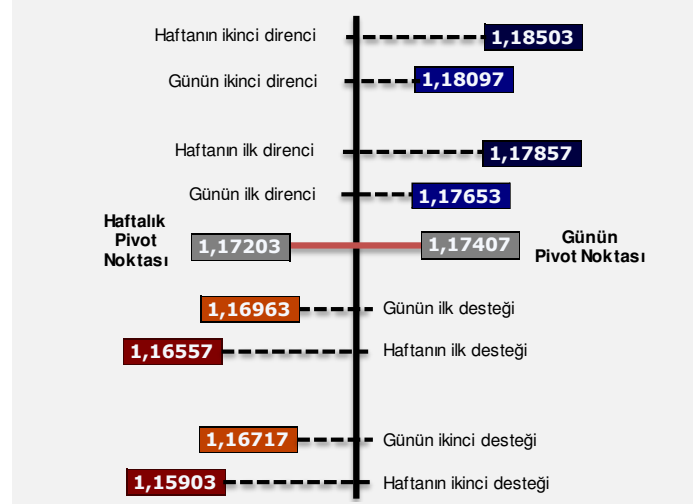 Haftanın ikinci direnci
1,18503
Günün ikinci direnci
1,18097
Haftanın ilk direnci
1,17857
Günün ilk direnci
1,17653
Haftalık
Pivot
Noktası
1,17203
1,17407
Günün
Pivot Noktası
1,16963
Günün ilk desteği
1,16557
Haftanın ilk desteği
1,16717
Günün ikinci desteği
1,15903
Haftanın ikinci desteği